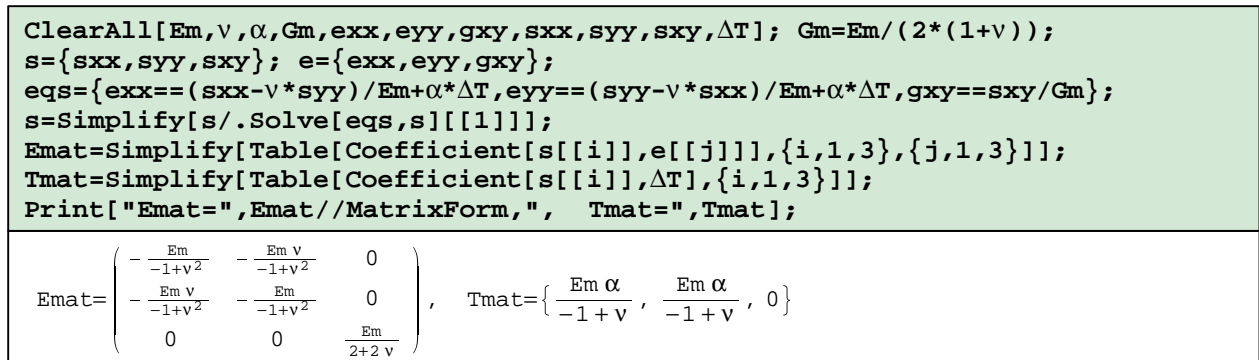 ClearAll[Em,ν,α,Gm,exx,eyy,gxy,sxx,syy,sxy,ΔT]; Gm=Em/(2*(1+ν));
s={sxx,syy,sxy}; e={exx,eyy,gxy};
eqs={exx==(sxx-ν*syy)/Em+α*ΔT,eyy==(syy-ν*sxx)/Em+α*ΔT,gxy==sxy/Gm};
s=Simplify[s/.Solve[eqs,s][[1]]];
Emat=Simplify[Table[Coefficient[s[[i]],e[[j]]],{i,1,3},{j,1,3}]];
Tmat=Simplify[Table[Coefficient[s[[i]],ΔT],{i,1,3}]];
Print["Emat=",Emat//MatrixForm,", Tmat=",Tmat];
Emat= ( - Em/(-1+ν²) - Em ν/(-1+ν²) 0
- Em ν/(-1+ν²) - Em/(-1+ν²) 0
0 0 Em/(2+2 ν) ) , Tmat={ Em α/(-1+ν) , Em α/(-1+ν) , 0}